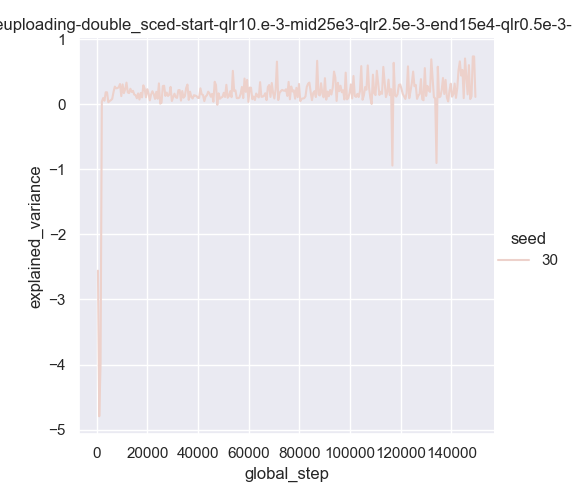 euploading-double_sced-start-qlr10.e-3-mid25e3-qlr2.5e-3-end15e4-qlr0.5e-3-
1
0
−1
−2
−3
−4
−5
explained_variance
0 20000 40000 60000 80000 100000 120000 140000
global_step
seed
30